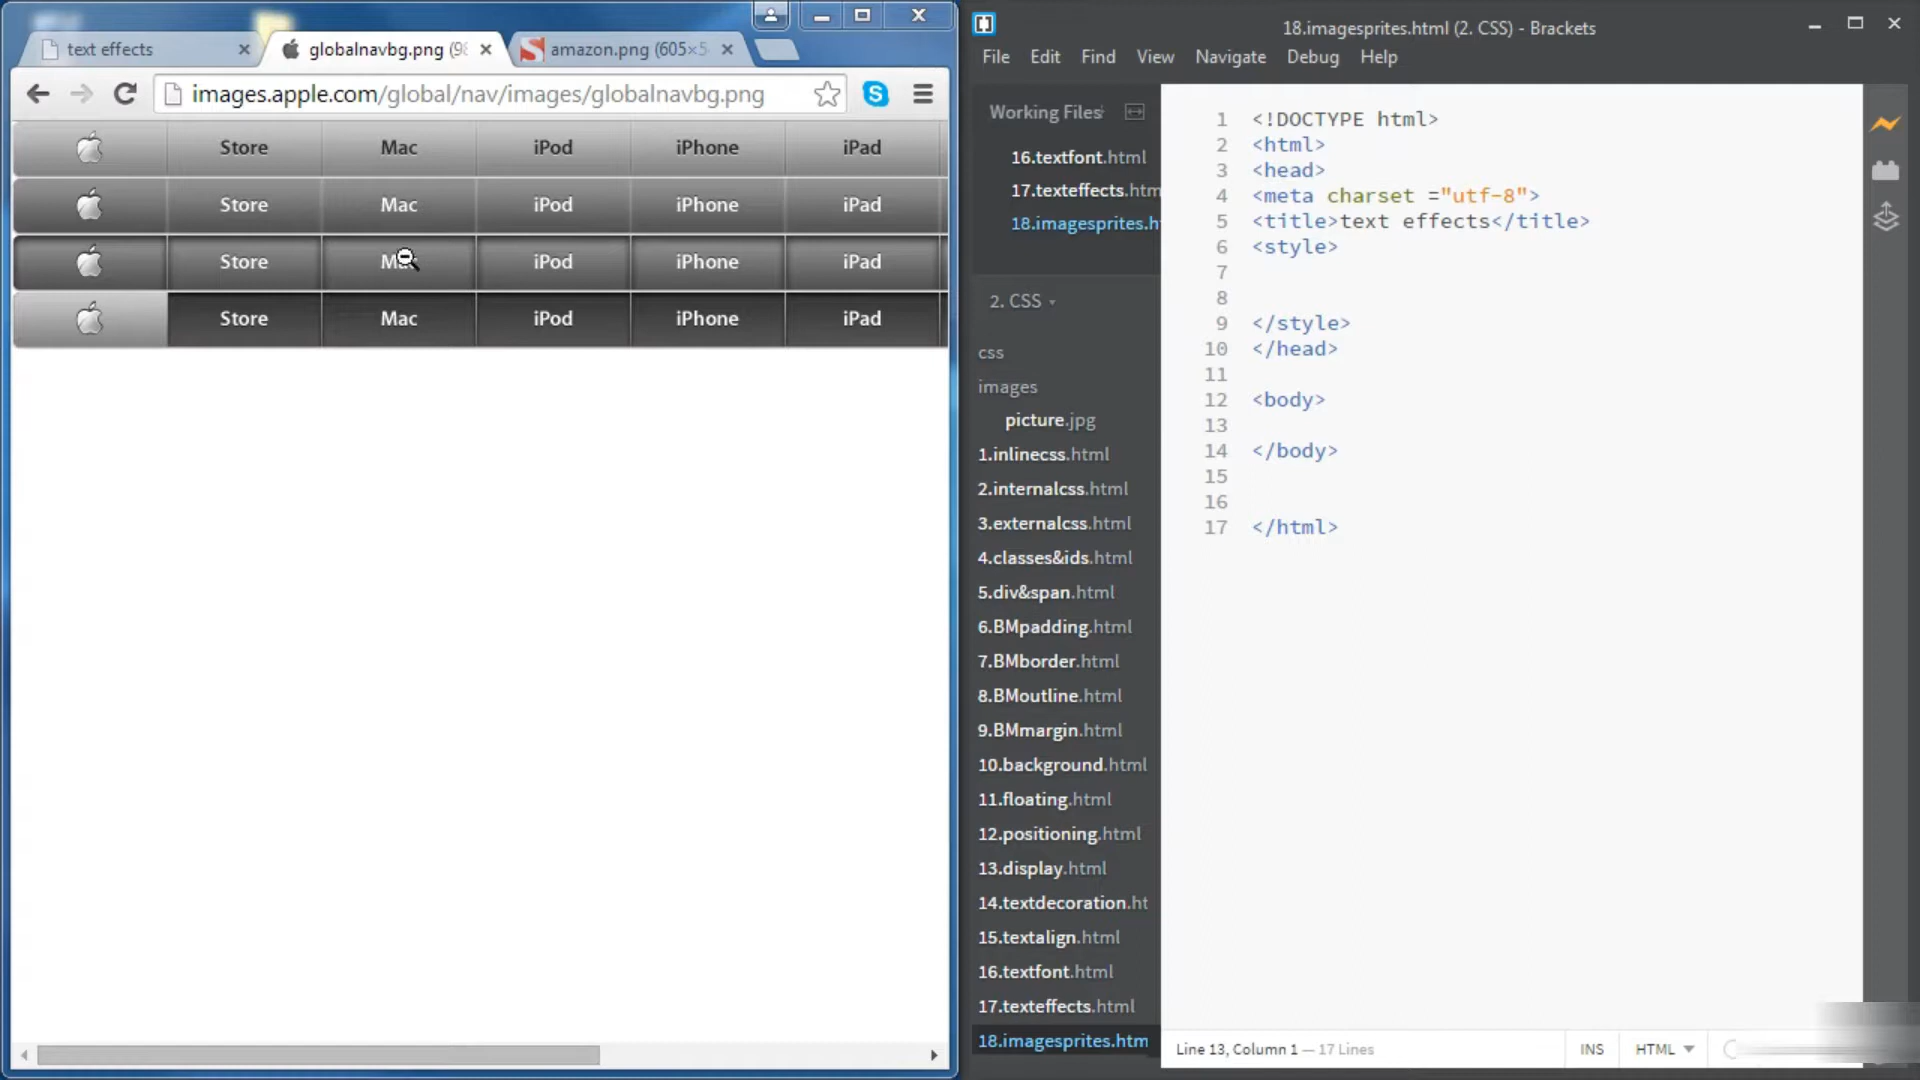 text effects
globalnavbg.png (98
amazon.png (605×5
images.apple.com/global/nav/images/globalnavbg.png
Store Mac iPod iPhone iPad
Store Mac iPod iPhone iPad
Store iPod iPhone iPad
Store Mac iPod iPhone iPad
18.imagesprites.html (2. CSS) - Brackets
File Edit Find View Navigate Debug Help
Working Files
16.textfont.html
17.texteffects.htm
18.imagesprites.h
2. CSS
css
images
picture.jpg
1.inlinecss.html
2.internalcss.html
3.externalcss.html
4.classes&ids.html
5.div&span.html
6.BMpadding.html
7.BMborder.html
8.BMoutline.html
9.BMmargin.html
10.background.html
11.floating.html
12.positioning.html
13.display.html
14.textdecoration.ht
15.textalign.html
16.textfont.html
17.texteffects.html
18.imagesprites.htm
1 <!DOCTYPE html>
2 <html>
3 <head>
4 <meta charset ="utf-8">
5 <title>text effects</title>
6 <style>
7
8
9 </style>
10 </head>
11
12 <body>
13
14 </body>
15
16
17 </html>
Line 13, Column 1 — 17 Lines
INS
HTML